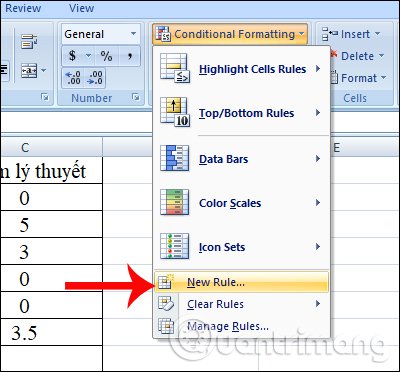 Review View
General
Conditional Formatting
Insert
$ % ,
Delete
.0 .00 .00 .0
Format
Number
Cells
Highlight Cells Rules
Top/Bottom Rules
10
Data Bars
Color Scales
Icon Sets
New Rule...
Clear Rules
Manage Rules...
C E
lý thuyết
0
5
3
0
0
3.5
Quantrimang